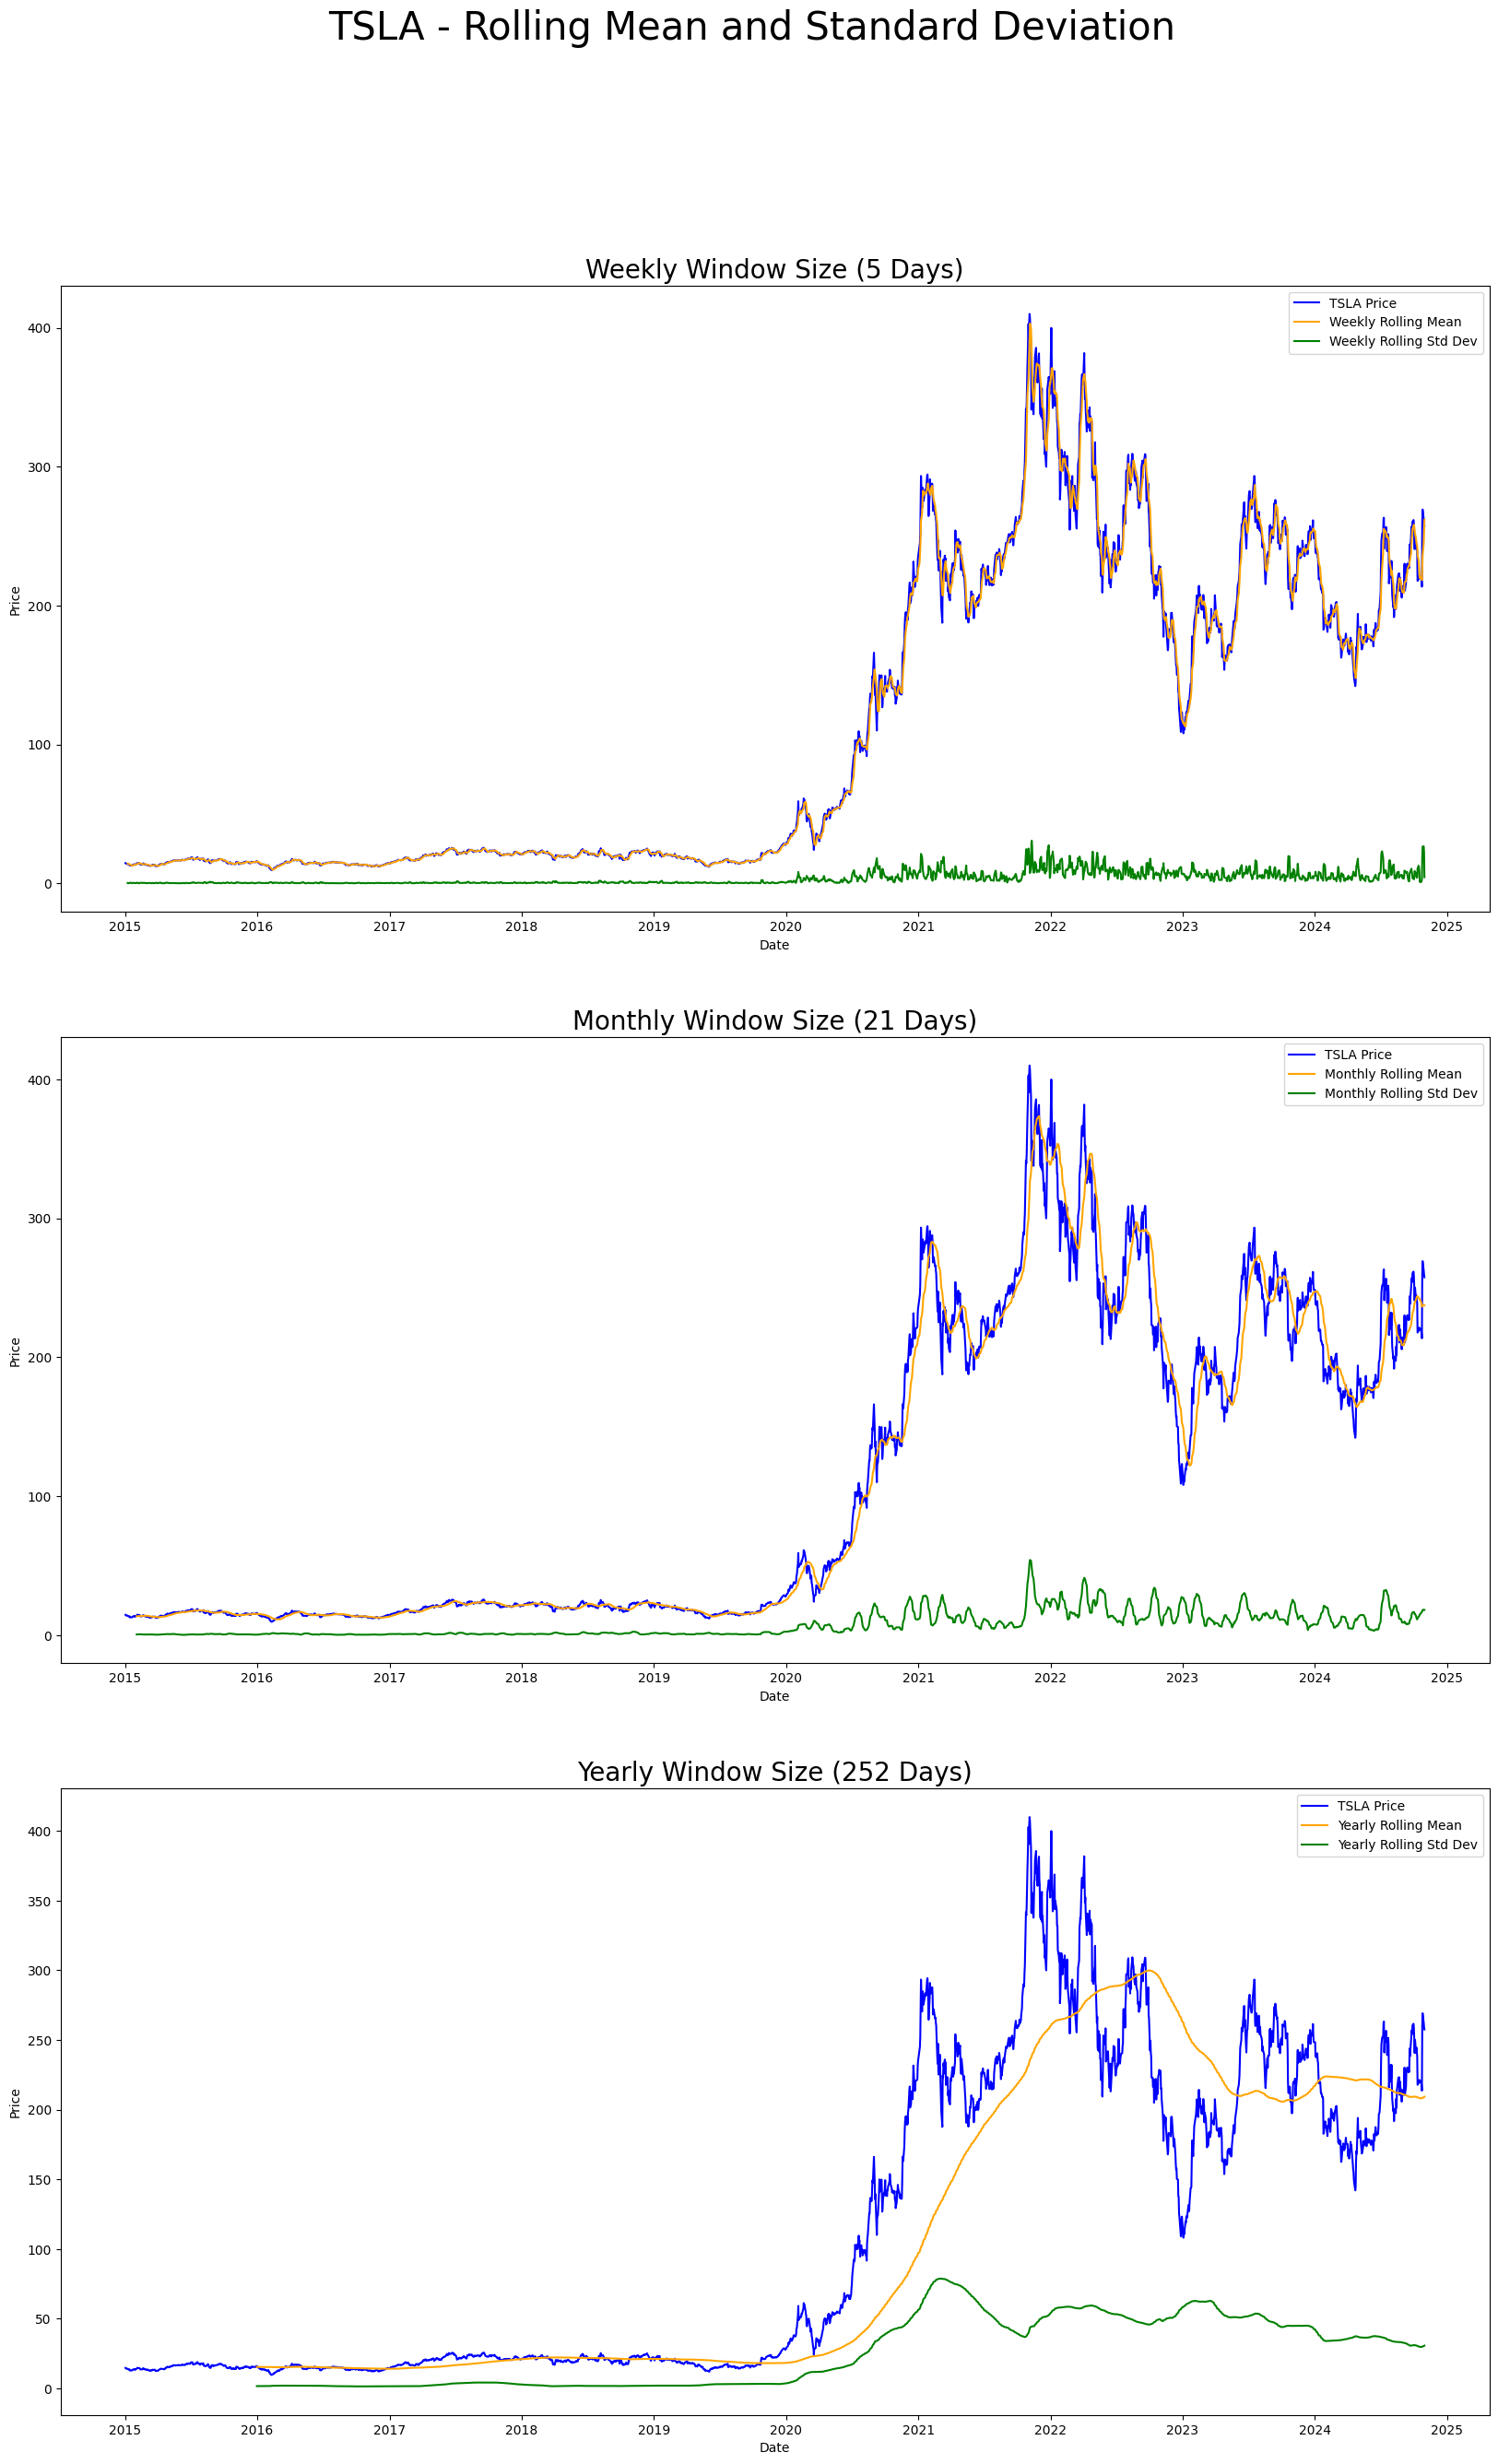 TSLA - Rolling Mean and Standard Deviation
Weekly Window Size (5 Days)
TSLA Price
Weekly Rolling Mean
Weekly Rolling Std Dev
400
300
200
100
0
Price
2015 2016 2017 2018 2019 2020 2021 2022 2023 2024 2025
Date
Monthly Window Size (21 Days)
TSLA Price
Monthly Rolling Mean
Monthly Rolling Std Dev
400
300
200
100
0
Price
2015 2016 2017 2018 2019 2020 2021 2022 2023 2024 2025
Date
Yearly Window Size (252 Days)
TSLA Price
Yearly Rolling Mean
Yearly Rolling Std Dev
400
350
300
250
200
150
100
50
0
Price
2015 2016 2017 2018 2019 2020 2021 2022 2023 2024 2025
Date